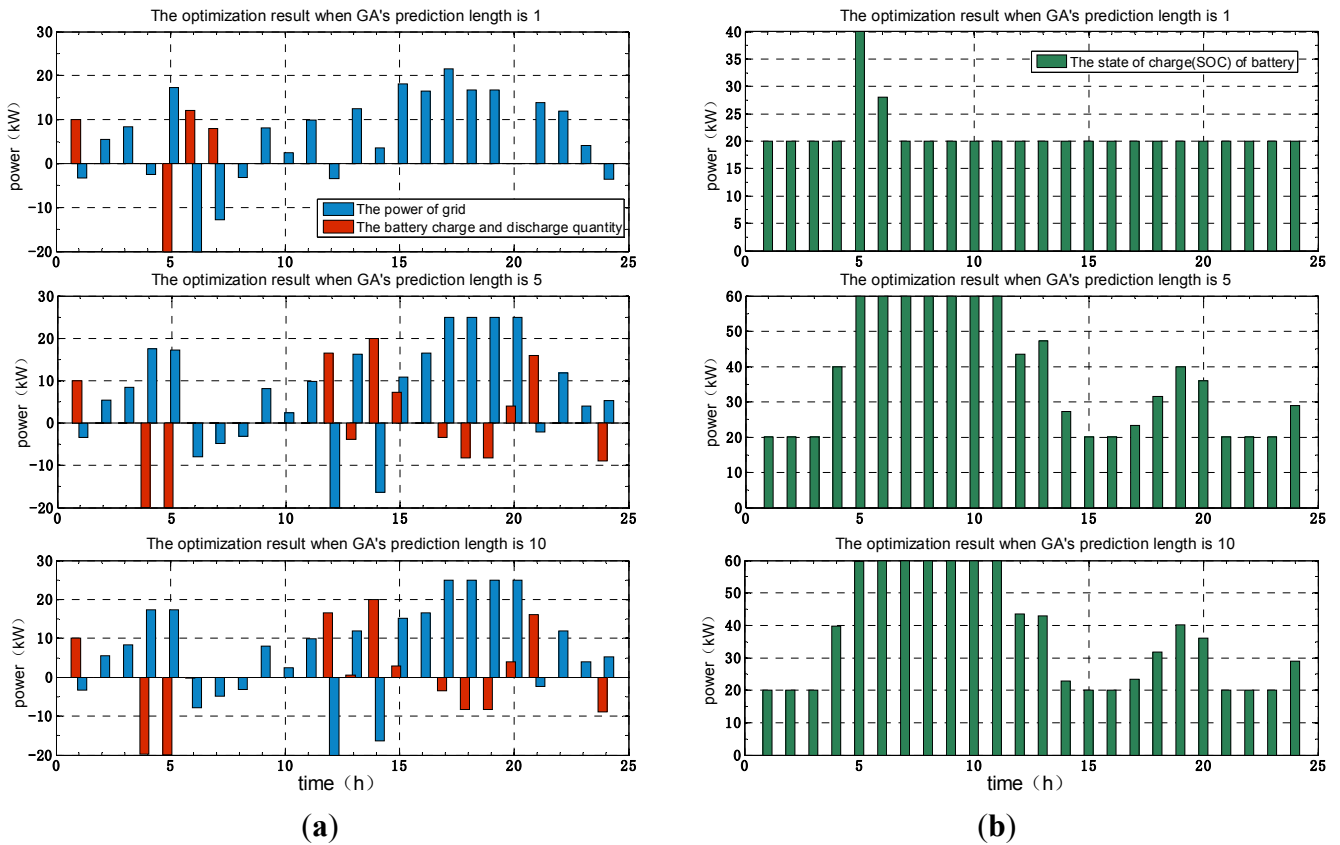 The optimization result when GA's prediction length is 1
30
20
10
0
-10
-20
power（kW）
The power of grid
The battery charge and discharge quantity
0 5 10 15 20 25
The optimization result when GA's prediction length is 5
30
20
10
0
-10
-20
power（kW）
0 5 10 15 20 25
The optimization result when GA's prediction length is 10
30
20
10
0
-10
-20
power（kW）
0 5 10 15 20 25
time（h）
(a)
The optimization result when GA's prediction length is 1
40
35
30
25
20
15
10
5
0
power（kW）
The state of charge(SOC) of battery
0 5 10 15 20 25
The optimization result when GA's prediction length is 5
60
50
40
30
20
10
0
power（kW）
0 5 10 15 20 25
The optimization result when GA's prediction length is 10
60
50
40
30
20
10
0
power（kW）
0 5 10 15 20 25
time（h）
(b)